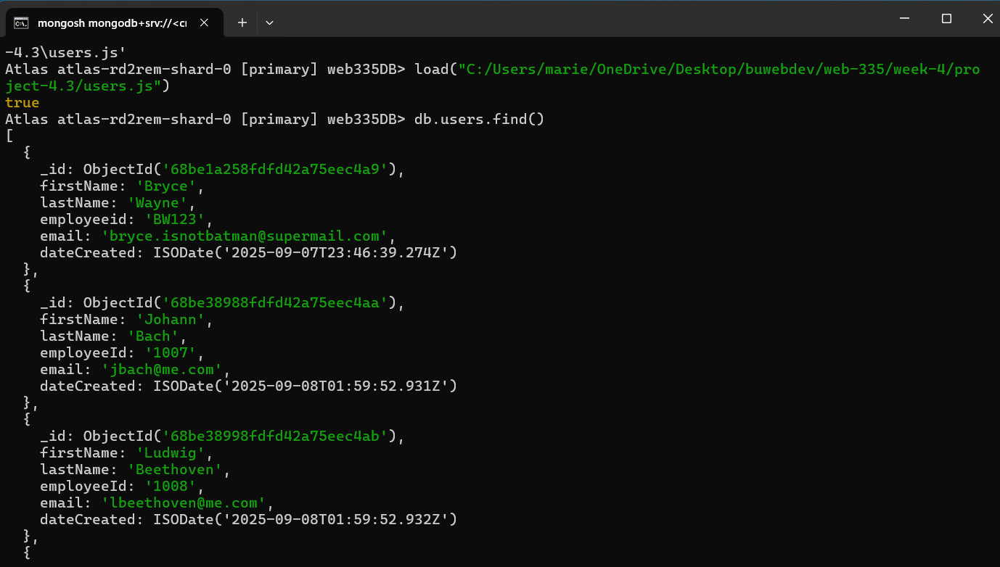 mongosh mongodb+srv://<cr
-4.3\users.js'
Atlas atlas-rd2rem-shard-0 [primary] web335DB> load("C:/Users/marie/OneDrive/Desktop/buwebdev/web-335/week-4/pro
ject-4.3/users.js")
true
Atlas atlas-rd2rem-shard-0 [primary] web335DB> db.users.find()
[
  {
    _id: ObjectId('68be1a258fdfd42a75eec4a9'),
    firstName: 'Bryce',
    lastName: 'Wayne',
    employeeid: 'BW123',
    email: 'bryce.isnotbatman@supermail.com',
    dateCreated: ISODate('2025-09-07T23:46:39.274Z')
  },
  {
    _id: ObjectId('68be38988fdfd42a75eec4aa'),
    firstName: 'Johann',
    lastName: 'Bach',
    employeeId: '1007',
    email: 'jbach@me.com',
    dateCreated: ISODate('2025-09-08T01:59:52.931Z')
  },
  {
    _id: ObjectId('68be38998fdfd42a75eec4ab'),
    firstName: 'Ludwig',
    lastName: 'Beethoven',
    employeeId: '1008',
    email: 'lbeethoven@me.com',
    dateCreated: ISODate('2025-09-08T01:59:52.932Z')
  },
  {